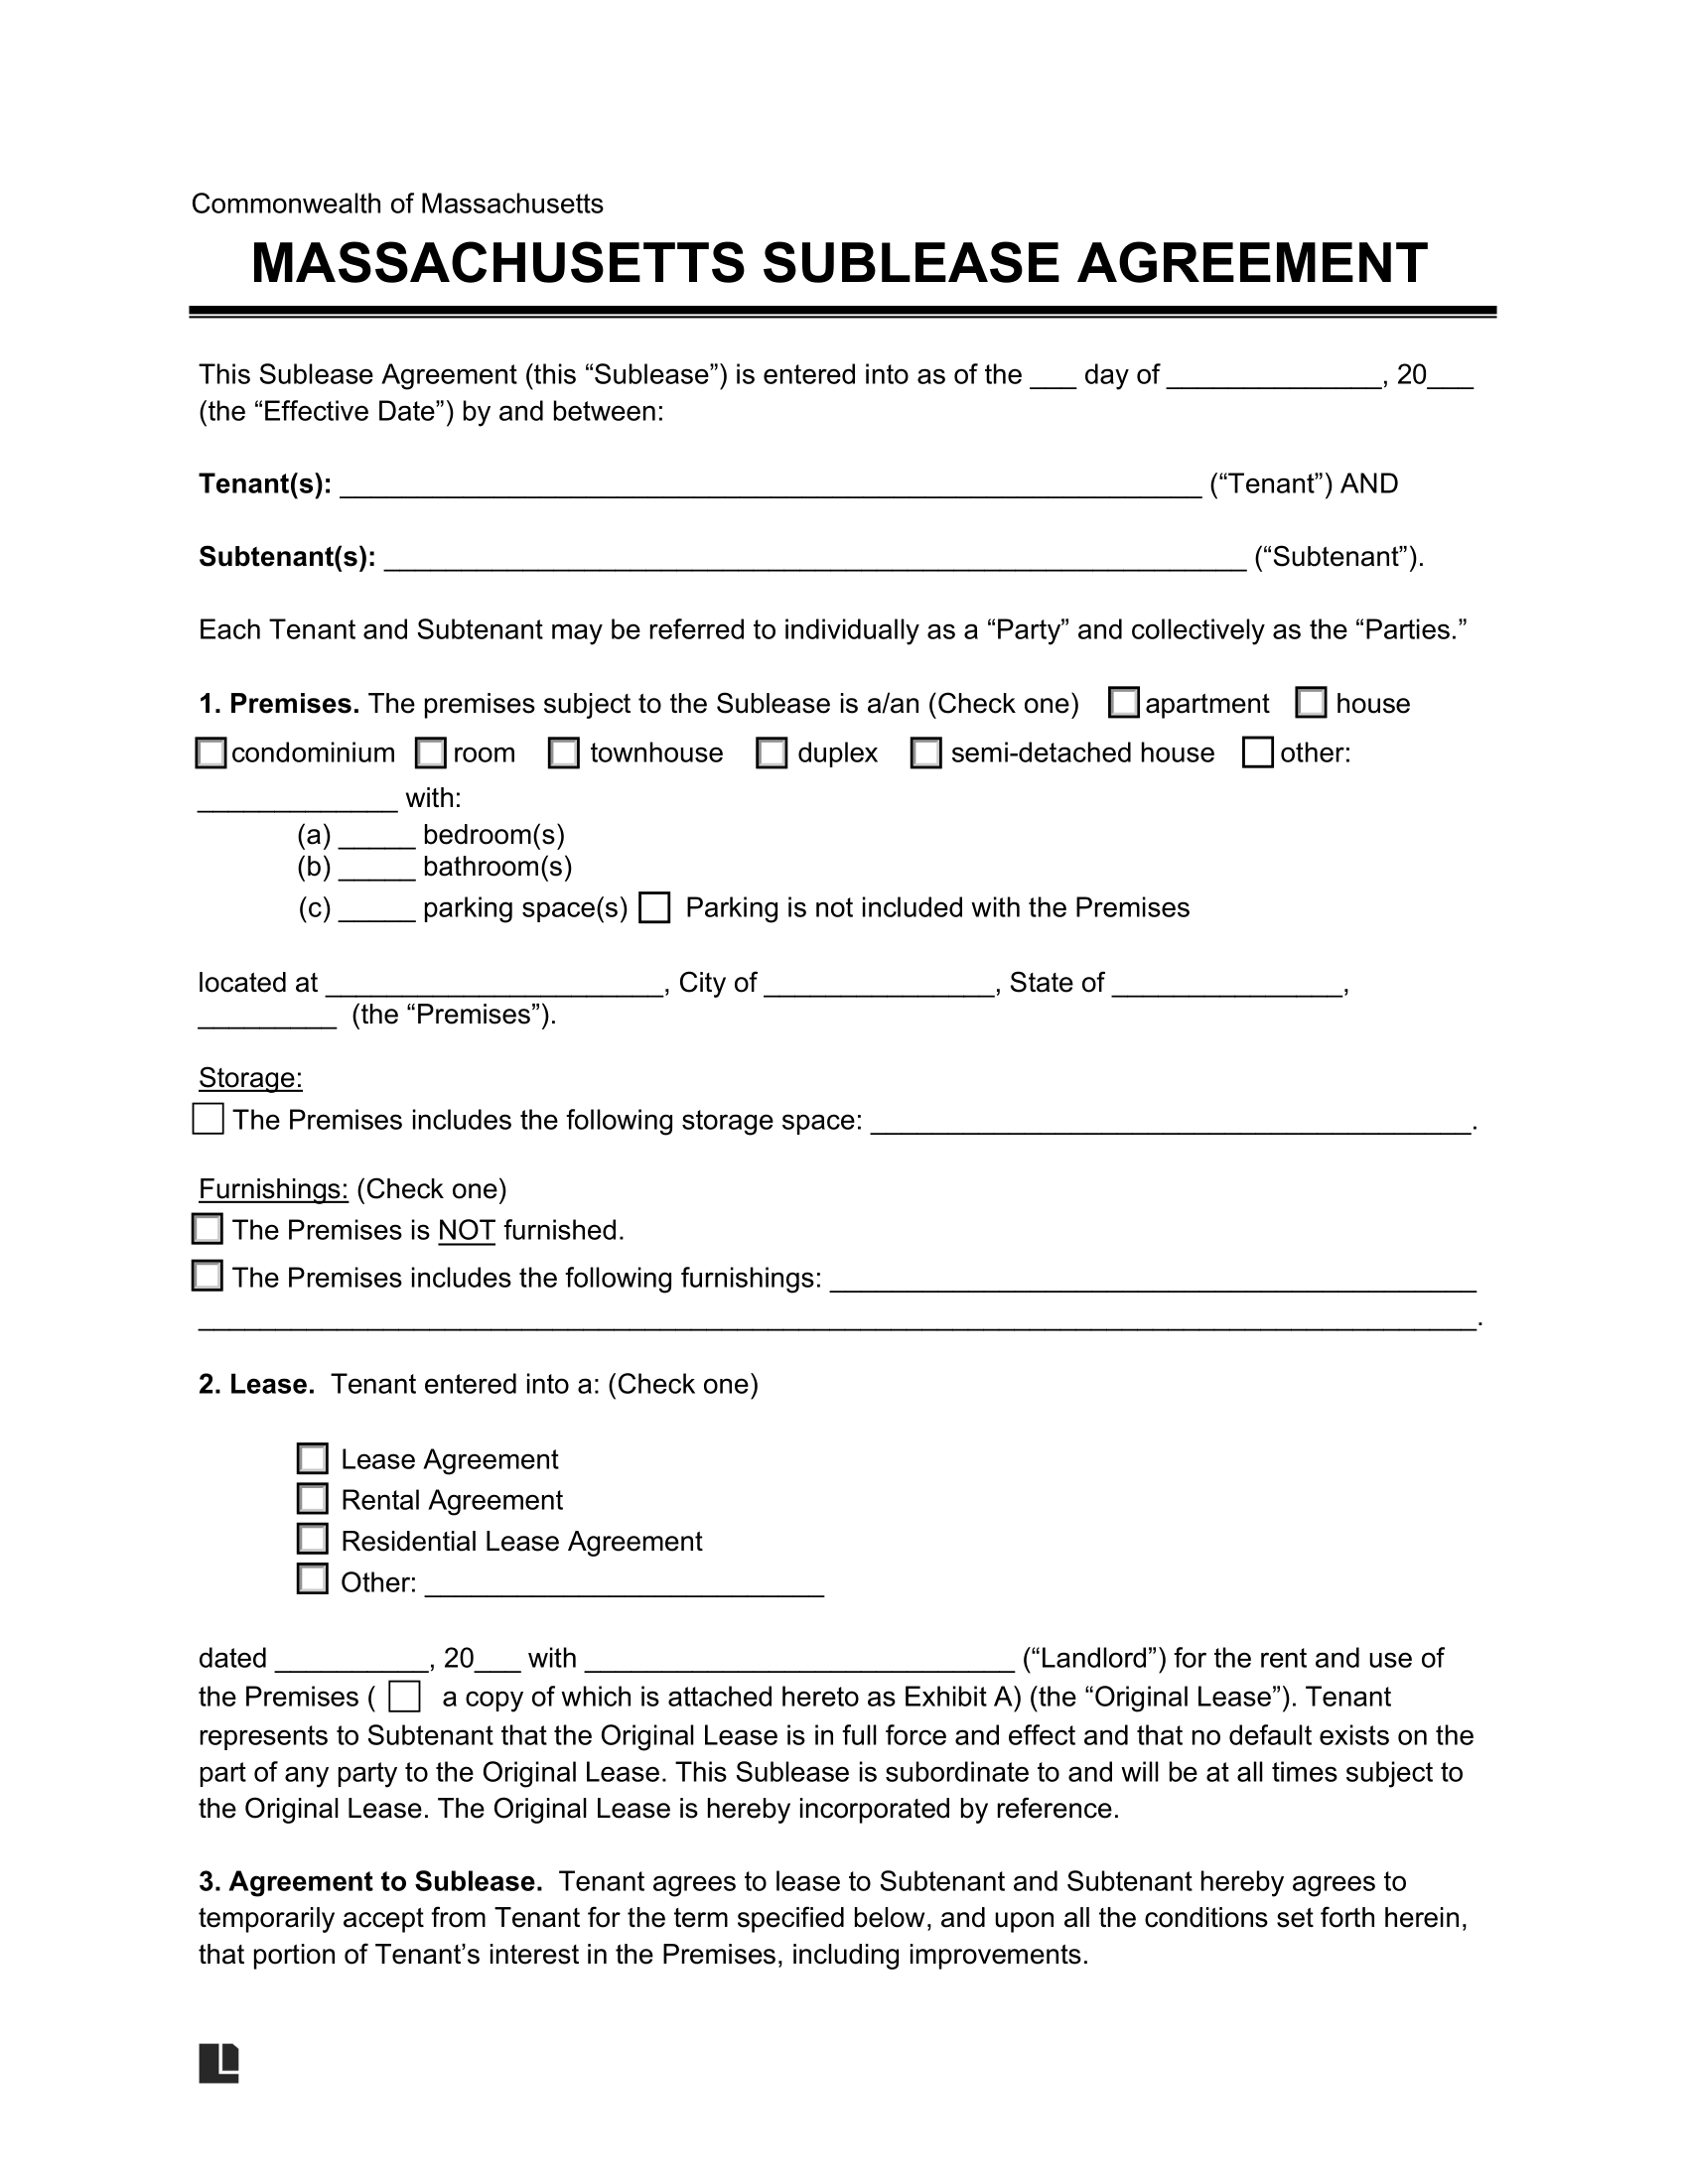 Commonwealth of Massachusetts
MASSACHUSETTS SUBLEASE AGREEMENT
This Sublease Agreement (this “Sublease”) is entered into as of the ___ day of ______________, 20___
(the “Effective Date”) by and between:
Tenant(s): ________________________________________________________ (“Tenant”) AND
Subtenant(s): ________________________________________________________ (“Subtenant”).
Each Tenant and Subtenant may be referred to individually as a “Party” and collectively as the “Parties.”
1. Premises. The premises subject to the Sublease is a/an (Check one) ☐ apartment ☐ house
☐ condominium ☐ room ☐ townhouse ☐ duplex ☐ semi-detached house ☐ other:
_____________ with:
(a) _____ bedroom(s)
(b) _____ bathroom(s)
(c) _____ parking space(s) ☐ Parking is not included with the Premises
located at ______________________, City of _______________, State of _______________,
_________ (the “Premises”).
Storage:
☐ The Premises includes the following storage space: _______________________________________.
Furnishings: (Check one)
☐ The Premises is NOT furnished.
☐ The Premises includes the following furnishings: __________________________________________
___________________________________________________________________________________.
2. Lease. Tenant entered into a: (Check one)
☐ Lease Agreement
☐ Rental Agreement
☐ Residential Lease Agreement
☐ Other: __________________________
dated __________, 20___ with ____________________________ (“Landlord”) for the rent and use of
the Premises ( ☐ a copy of which is attached hereto as Exhibit A) (the “Original Lease”). Tenant
represents to Subtenant that the Original Lease is in full force and effect and that no default exists on the
part of any party to the Original Lease. This Sublease is subordinate to and will be at all times subject to
the Original Lease. The Original Lease is hereby incorporated by reference.
3. Agreement to Sublease. Tenant agrees to lease to Subtenant and Subtenant hereby agrees to
temporarily accept from Tenant for the term specified below, and upon all the conditions set forth herein,
that portion of Tenant’s interest in the Premises, including improvements.